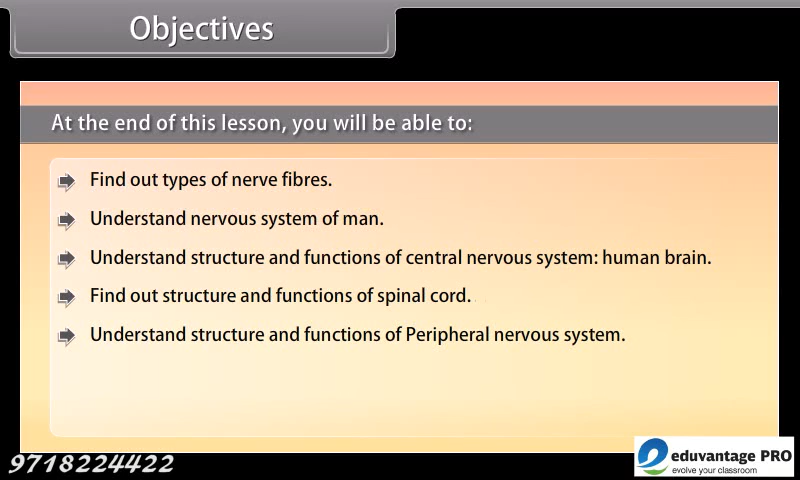 Objectives
At the end of this lesson, you will be able to:
Find out types of nerve fibres.
Understand nervous system of man.
Understand structure and functions of central nervous system: human brain.
Find out structure and functions of spinal cord.
Understand structure and functions of Peripheral nervous system.
9718224422
eduvantage PRO
evolve your classroom